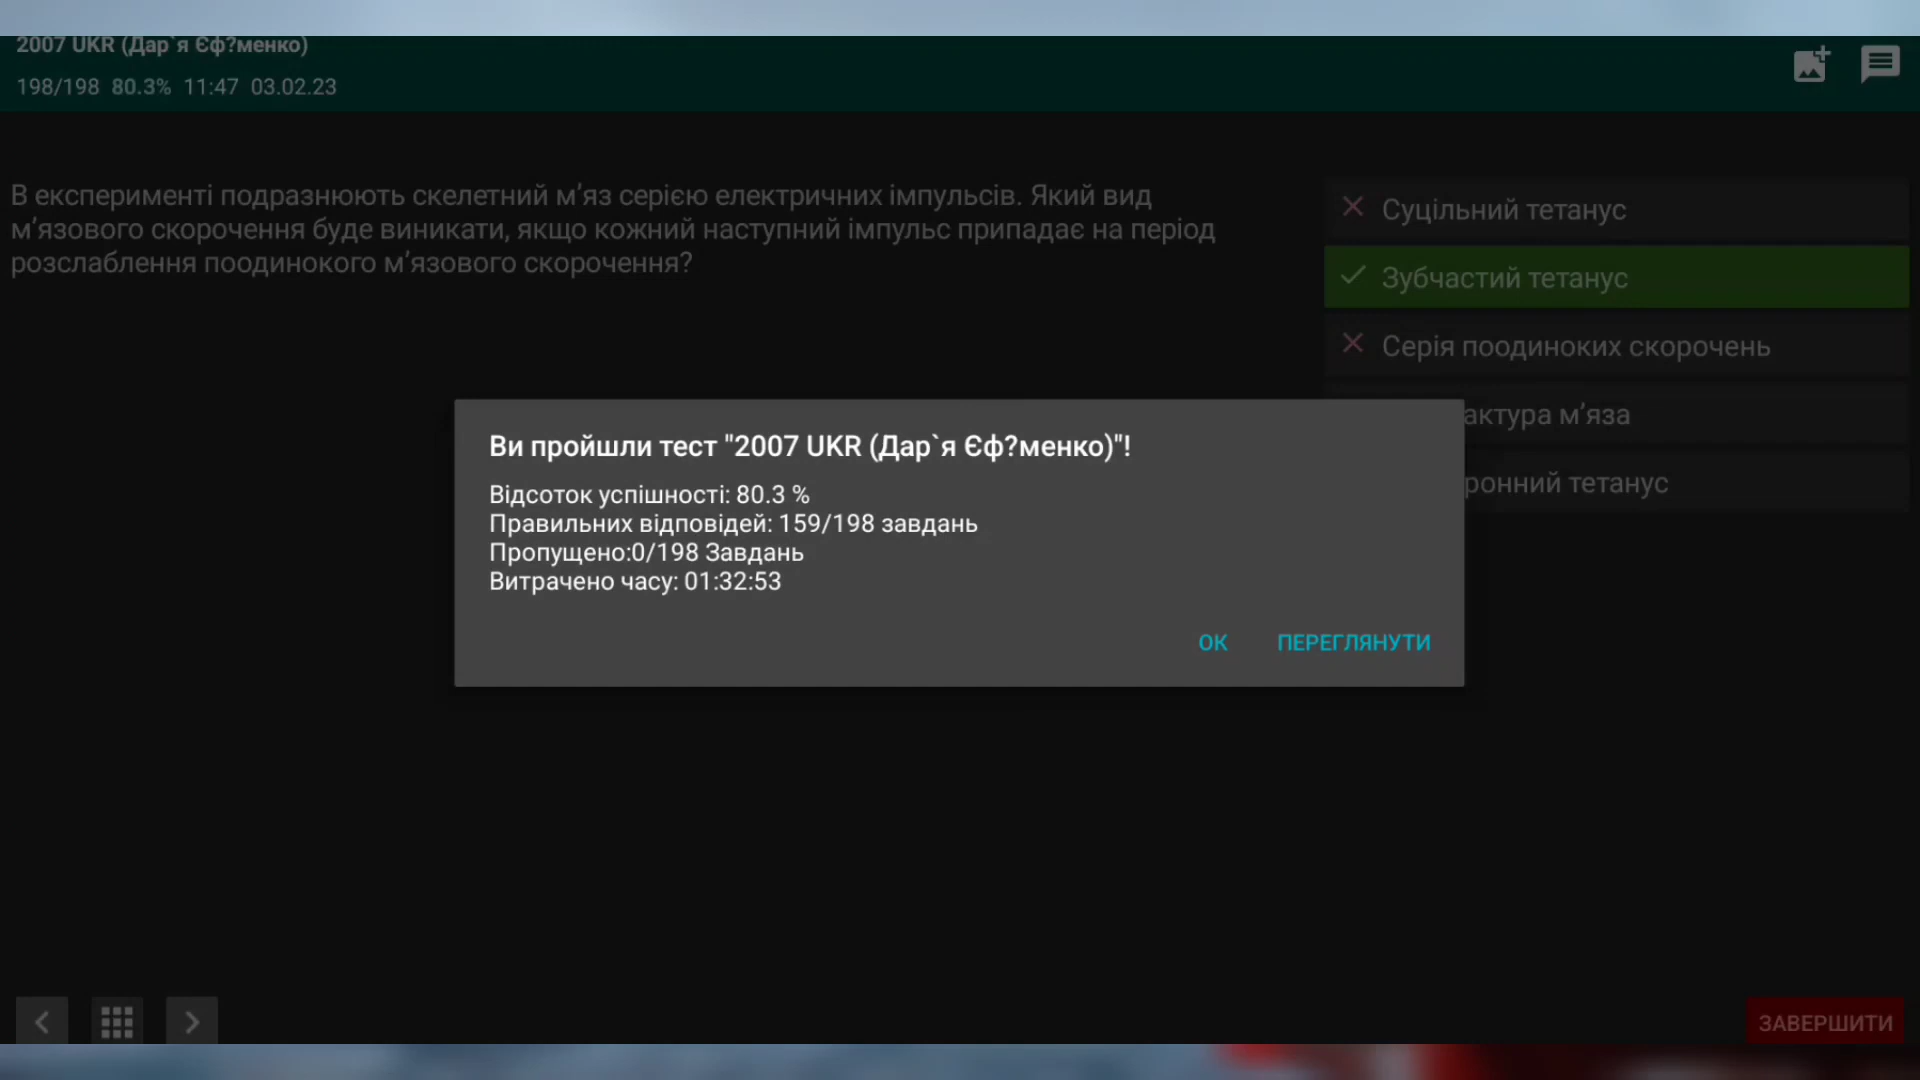 2007 UKR (Дар`я Єф?менко)
198/198 80.3% 11:47 03.02.23
В експерименті подразнюють скелетний м’яз серією електричних імпульсів. Який вид
м’язового скорочення буде виникати, якщо кожний наступний імпульс припадає на період
розслаблення поодинокого м’язового скорочення?
Суцільний тетанус
Зубчастий тетанус
Серія поодиноких скорочень
актура м’яза
ронний тетанус
Ви пройшли тест "2007 UKR (Дар`я Єф?менко)"!
Відсоток успішності: 80.3 %
Правильних відповідей: 159/198 завдань
Пропущено:0/198 Завдань
Витрачено часу: 01:32:53
ОК ПЕРЕГЛЯНУТИ
ЗАВЕРШИТИ